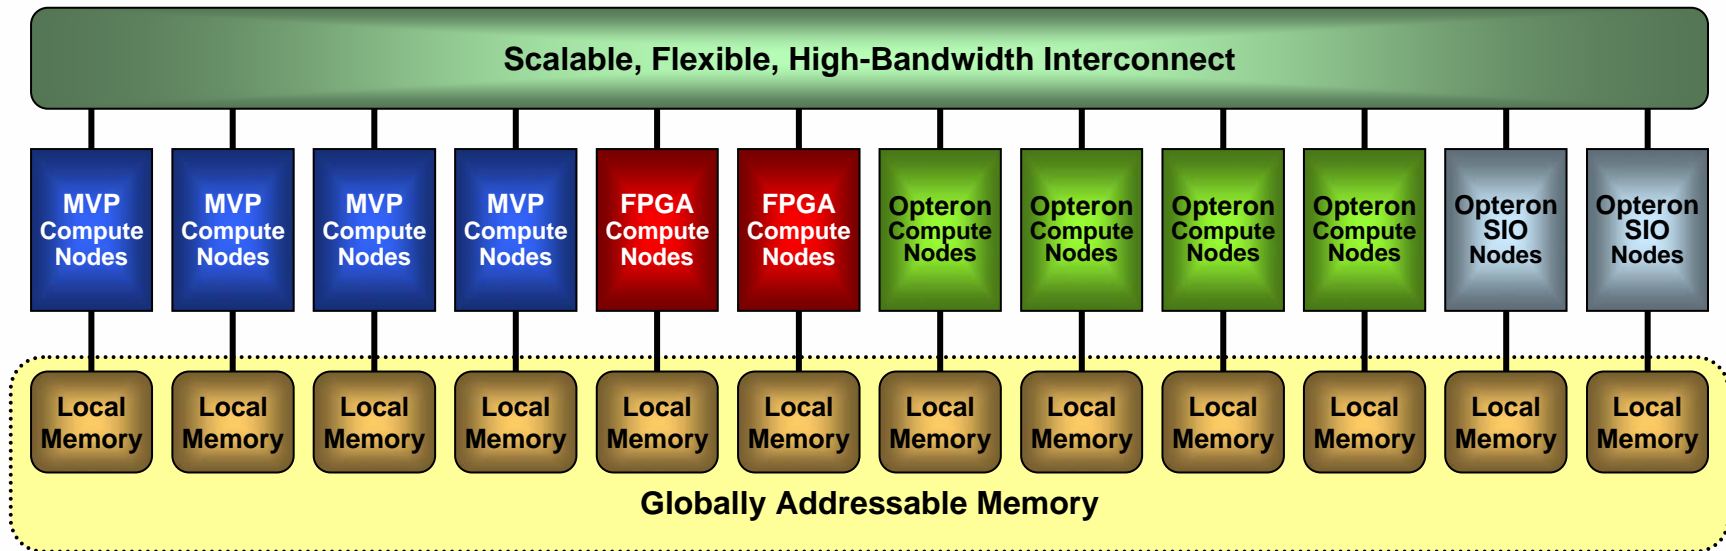 Scalable, Flexible, High-Bandwidth Interconnect
MVP
Compute
Nodes
MVP
Compute
Nodes
MVP
Compute
Nodes
MVP
Compute
Nodes
FPGA
Compute
Nodes
FPGA
Compute
Nodes
Opteron
Compute
Nodes
Opteron
Compute
Nodes
Opteron
Compute
Nodes
Opteron
Compute
Nodes
Opteron
SIO
Nodes
Opteron
SIO
Nodes
Local
Memory
Local
Memory
Local
Memory
Local
Memory
Local
Memory
Local
Memory
Local
Memory
Local
Memory
Local
Memory
Local
Memory
Local
Memory
Local
Memory
Globally Addressable Memory